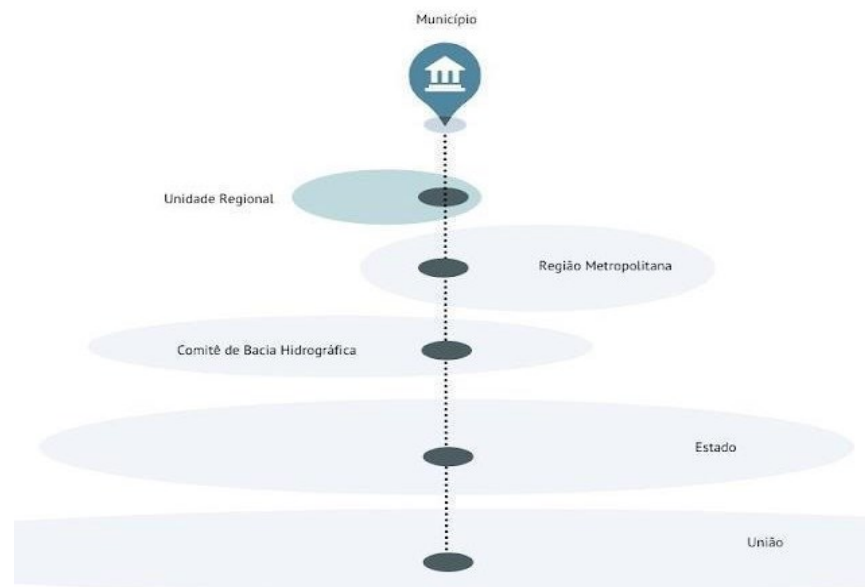 Município
Unidade Regional
Região Metropolitana
Comitê de Bacia Hidrográfica
Estado
União